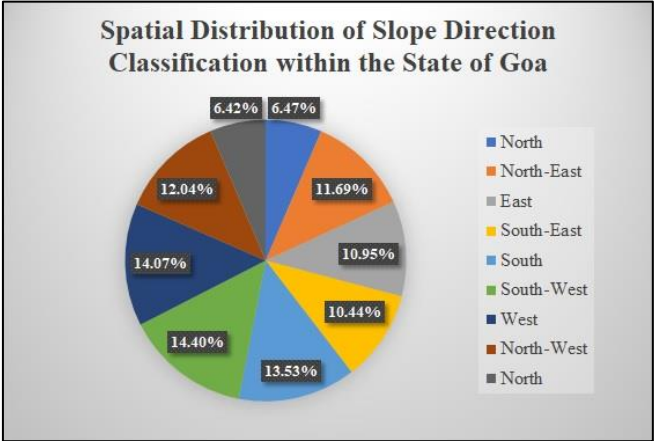 Spatial Distribution of Slope Direction
Classification within the State of Goa
6.42%
6.47%
11.69%
10.95%
10.44%
13.53%
14.40%
14.07%
12.04%
North
North-East
East
South-East
South
South-West
West
North-West
North